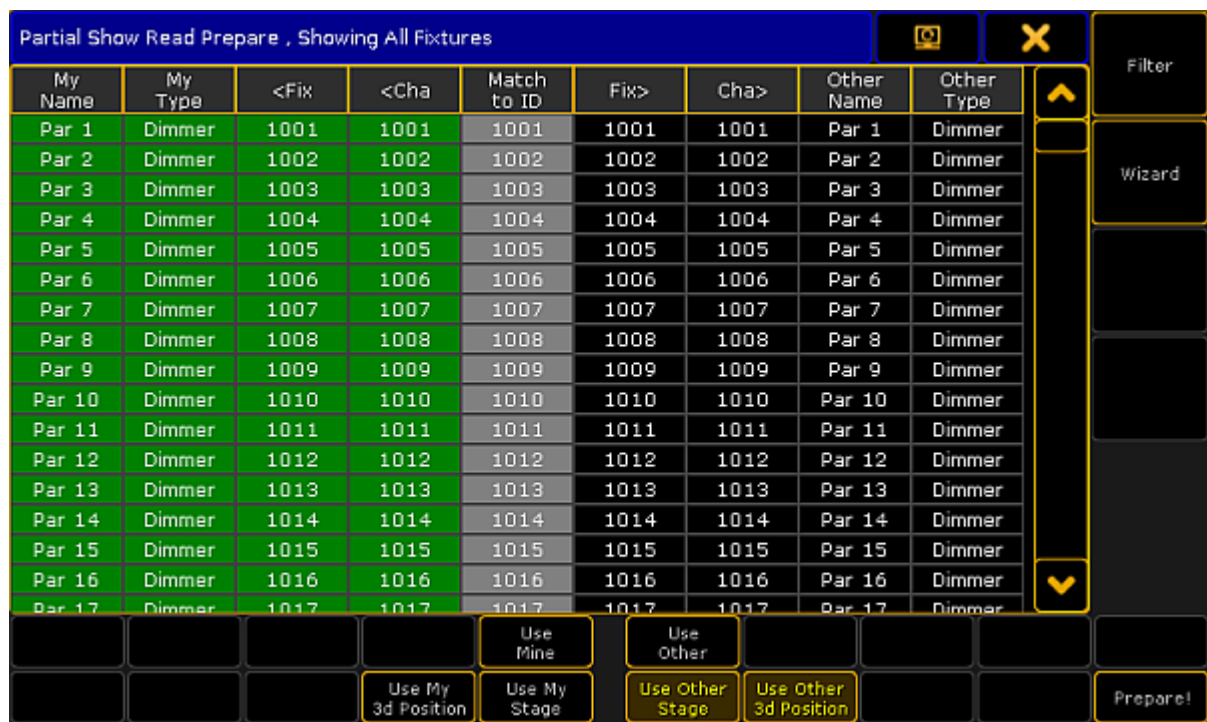 Partial Show Read Prepare , Showing All Fixtures
Filter
My Name My Type <Fix <Cha Match to ID Fix> Cha> Other Name Other Type
Par 1 Dimmer 1001 1001 1001 1001 1001 Par 1 Dimmer
Par 2 Dimmer 1002 1002 1002 1002 1002 Par 2 Dimmer
Wizard
Par 3 Dimmer 1003 1003 1003 1003 1003 Par 3 Dimmer
Par 4 Dimmer 1004 1004 1004 1004 1004 Par 4 Dimmer
Par 5 Dimmer 1005 1005 1005 1005 1005 Par 5 Dimmer
Par 6 Dimmer 1006 1006 1006 1006 1006 Par 6 Dimmer
Par 7 Dimmer 1007 1007 1007 1007 1007 Par 7 Dimmer
Par 8 Dimmer 1008 1008 1008 1008 1008 Par 8 Dimmer
Par 9 Dimmer 1009 1009 1009 1009 1009 Par 9 Dimmer
Par 10 Dimmer 1010 1010 1010 1010 1010 Par 10 Dimmer
Par 11 Dimmer 1011 1011 1011 1011 1011 Par 11 Dimmer
Par 12 Dimmer 1012 1012 1012 1012 1012 Par 12 Dimmer
Par 13 Dimmer 1013 1013 1013 1013 1013 Par 13 Dimmer
Par 14 Dimmer 1014 1014 1014 1014 1014 Par 14 Dimmer
Par 15 Dimmer 1015 1015 1015 1015 1015 Par 15 Dimmer
Par 16 Dimmer 1016 1016 1016 1016 1016 Par 16 Dimmer
Par 17 Dimmer 1017 1017 1017 1017 1017 Par 17 Dimmer
Use Mine Use Other
Use My 3d Position Use My Stage Use Other Stage Use Other 3d Position Prepare!